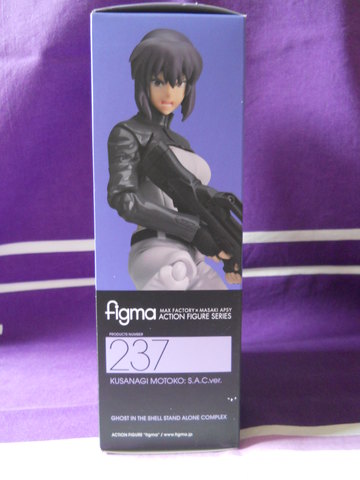 figma MAX FACTORY × MASAKI APSY
ACTION FIGURE SERIES
PRODUCTS NUMBER
237
KUSANAGI MOTOKO: S.A.C.ver.
GHOST IN THE SHELL STAND ALONE COMPLEX
ACTION FIGURE "figma" / www.figma.jp